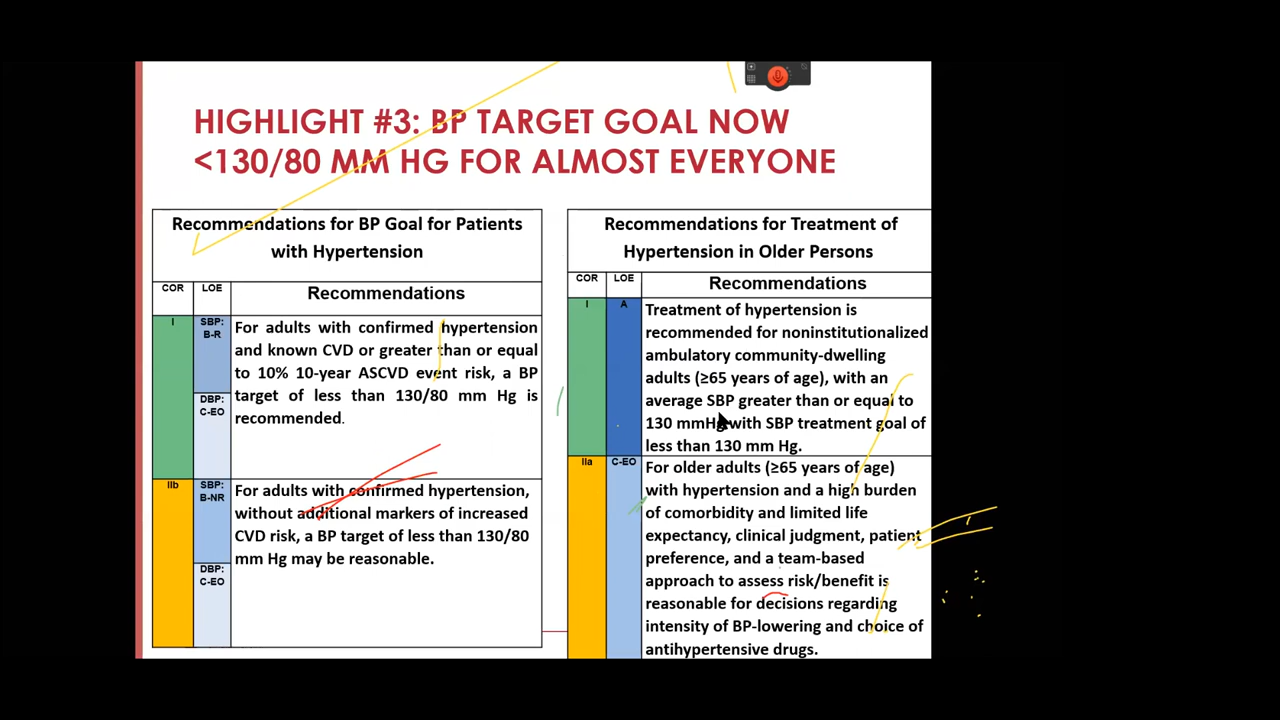 HIGHLIGHT #3: BP TARGET GOAL NOW
<130/80 MM HG FOR ALMOST EVERYONE
Recommendations for BP Goal for Patients
with Hypertension
COR LOE Recommendations
I SBP:
B-R
DBP:
C-EO
For adults with confirmed hypertension
and known CVD or greater than or equal
to 10% 10-year ASCVD event risk, a BP
target of less than 130/80 mm Hg is
recommended.
IIb SBP:
B-NR
DBP:
C-EO
For adults with confirmed hypertension,
without additional markers of increased
CVD risk, a BP target of less than 130/80
mm Hg may be reasonable.
Recommendations for Treatment of
Hypertension in Older Persons
COR LOE Recommendations
I A
Treatment of hypertension is
recommended for noninstitutionalized
ambulatory community-dwelling
adults (≥65 years of age), with an
average SBP greater than or equal to
130 mmHg with SBP treatment goal of
less than 130 mm Hg.
IIa C-EO
For older adults (≥65 years of age)
with hypertension and a high burden
of comorbidity and limited life
expectancy, clinical judgment, patient
preference, and a team-based
approach to assess risk/benefit is
reasonable for decisions regarding
intensity of BP-lowering and choice of
antihypertensive drugs.